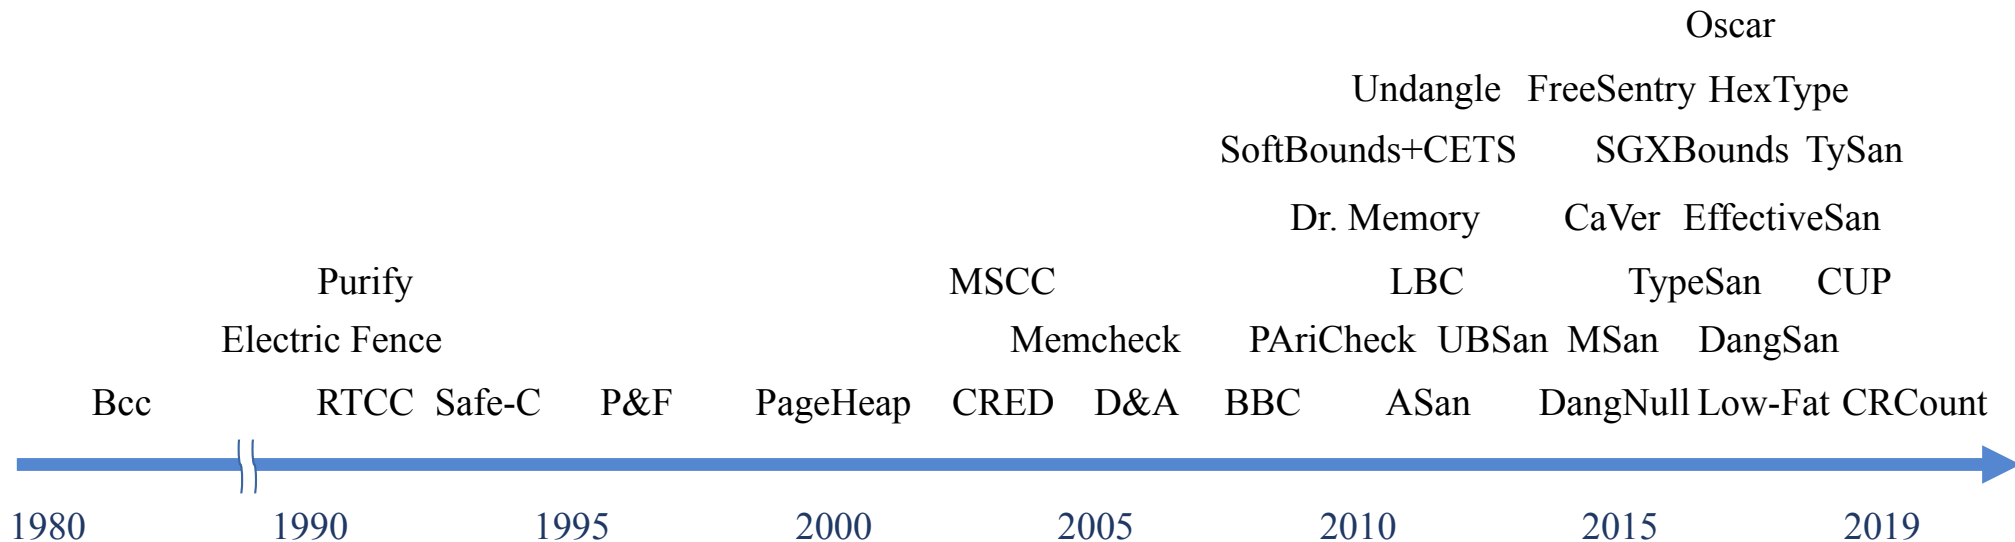 Oscar
Undangle FreeSentry HexType
SoftBounds+CETS SGXBounds TySan
Dr. Memory CaVer EffectiveSan
Purify MSCC LBC TypeSan CUP
Electric Fence Memcheck PAriCheck UBSan MSan DangSan
Bcc RTCC Safe-C P&F PageHeap CRED D&A BBC ASan DangNull Low-Fat CRCount
1980 1990 1995 2000 2005 2010 2015 2019